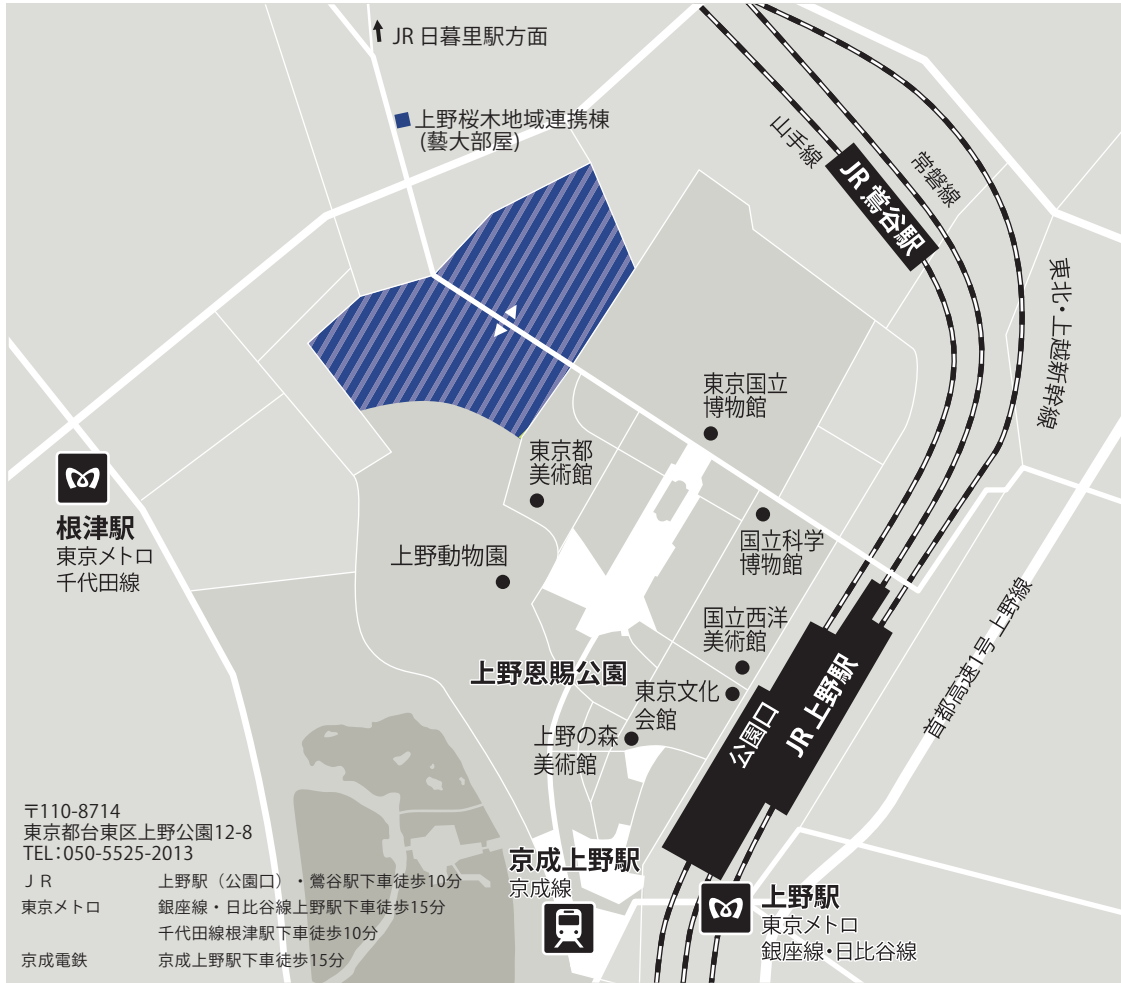 JR 日暮里駅方面
上野桜木地域連携棟
(藝大部屋)
山手線
JR 鶯谷駅
常磐線
東北・上越新幹線
東京国立
博物館
東京都
美術館
国立科学
博物館
上野動物園
根津駅
東京メトロ
千代田線
国立西洋
美術館
上野恩賜公園
東京文化
会館
上野の森
美術館
公園口
JR 上野駅
首都高速1号 上野線
京成上野駅
京成線
上野駅
東京メトロ
銀座線・日比谷線
〒110-8714
東京都台東区上野公園12-8
TEL：050-5525-2013
ＪＲ 上野駅（公園口）・鶯谷駅下車徒歩10分
東京メトロ 銀座線・日比谷線上野駅下車徒歩15分
千代田線根津駅下車徒歩10分
京成電鉄 京成上野駅下車徒歩15分